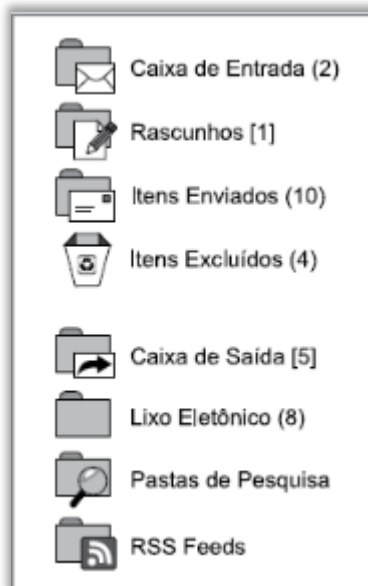 Caixa de Entrada (2)
Rascunhos [1]
Itens Enviados (10)
Itens Excluídos (4)
Caixa de Saída [5]
Lixo Eletônico (8)
Pastas de Pesquisa
RSS Feeds